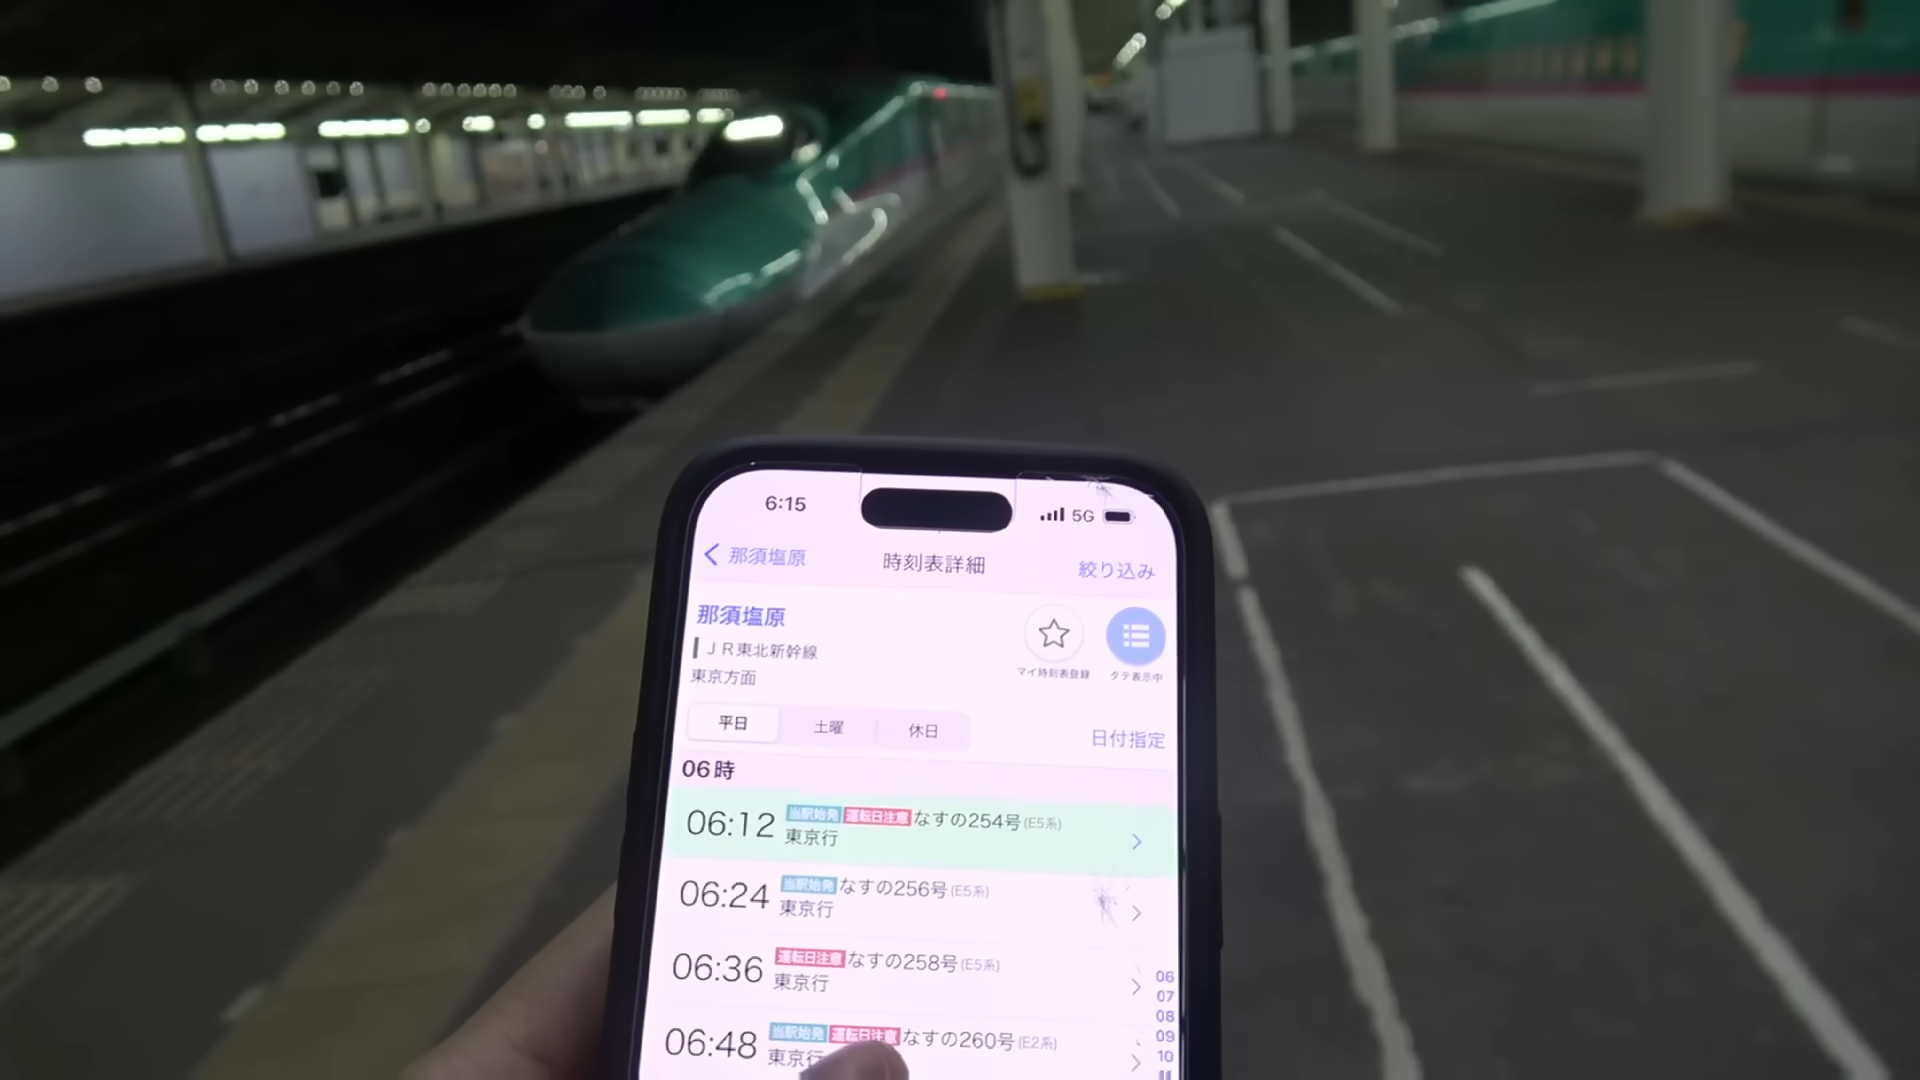 6:15 5G
那須塩原 時刻表詳細 絞り込み
那須塩原
JR東北新幹線
東京方面
マイ時刻表登録 タテ表示中
平日 土曜 休日 日付指定
06時
06:12 当駅始発 運転日注意 なすの254号(E5系)
東京行
06:24 当駅始発 なすの256号(E5系)
東京行
06:36 運転日注意 なすの258号(E5系)
東京行
06:48 当駅始発 運転日注意 なすの260号(E2系)
東京行
06
07
08
09
10